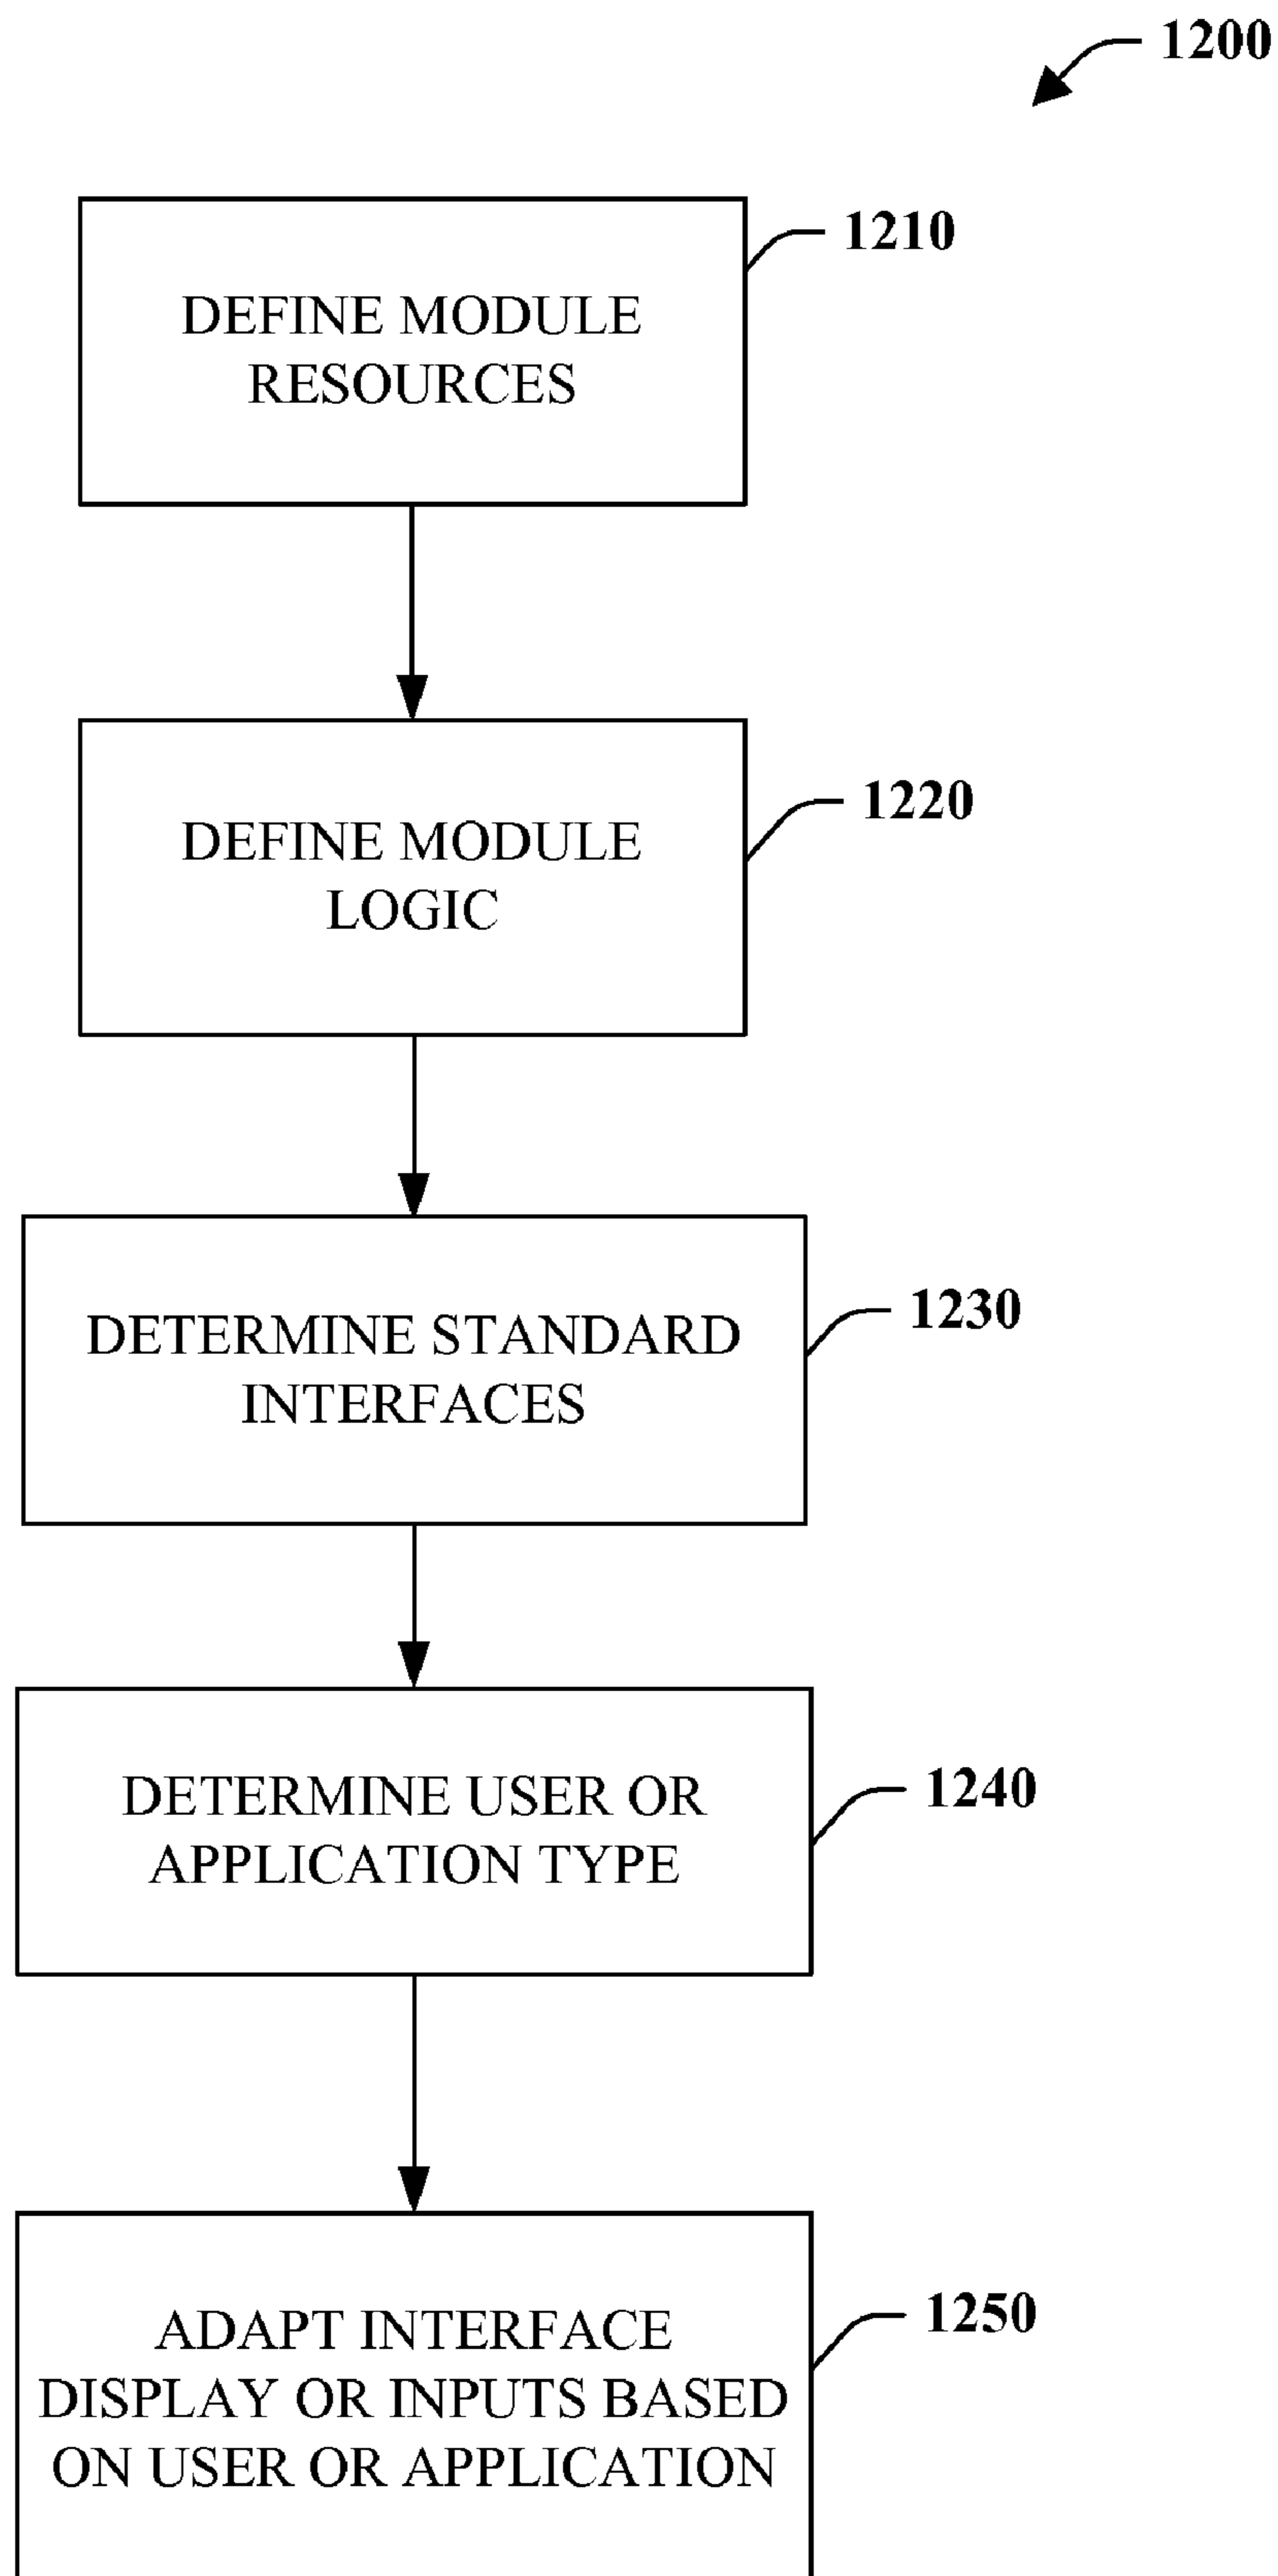 1200
1210
DEFINE MODULE
RESOURCES
1220
DEFINE MODULE
LOGIC
1230
DETERMINE STANDARD
INTERFACES
1240
DETERMINE USER OR
APPLICATION TYPE
1250
ADAPT INTERFACE
DISPLAY OR INPUTS BASED
ON USER OR APPLICATION